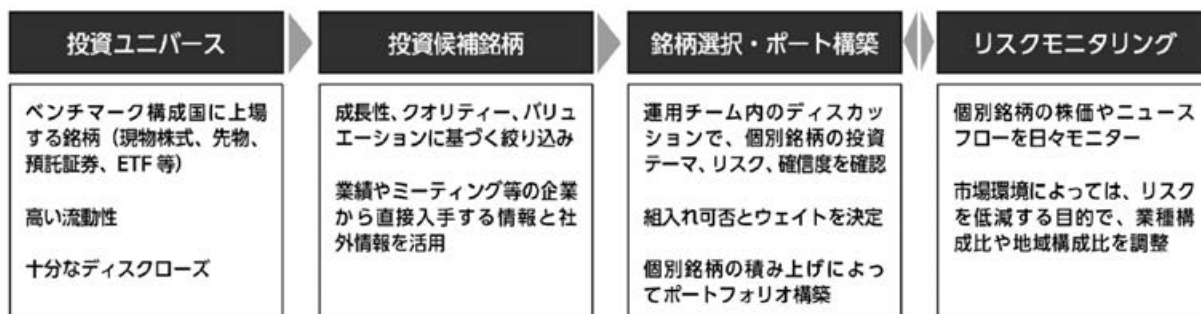 投資ユニバース
ベンチマーク構成国に上場
する銘柄（現物株式、先物、
預託証券、ETF 等）
高い流動性
十分なディスクローズ
投資候補銘柄
成長性、クオリティー、バリュ
エーションに基づく絞り込み
業績やミーティング等の企業
から直接入手する情報と社
外情報を活用
銘柄選択・ポート構築
運用チーム内のディスカッ
ションで、個別銘柄の投資
テーマ、リスク、確信度を確認
組入れ可否とウェイトを決定
個別銘柄の積み上げによっ
てポートフォリオ構築
リスクモニタリング
個別銘柄の株価やニュース
フローを日々モニター
市場環境によっては、リスク
を低減する目的で、業種構
成比や地域構成比を調整